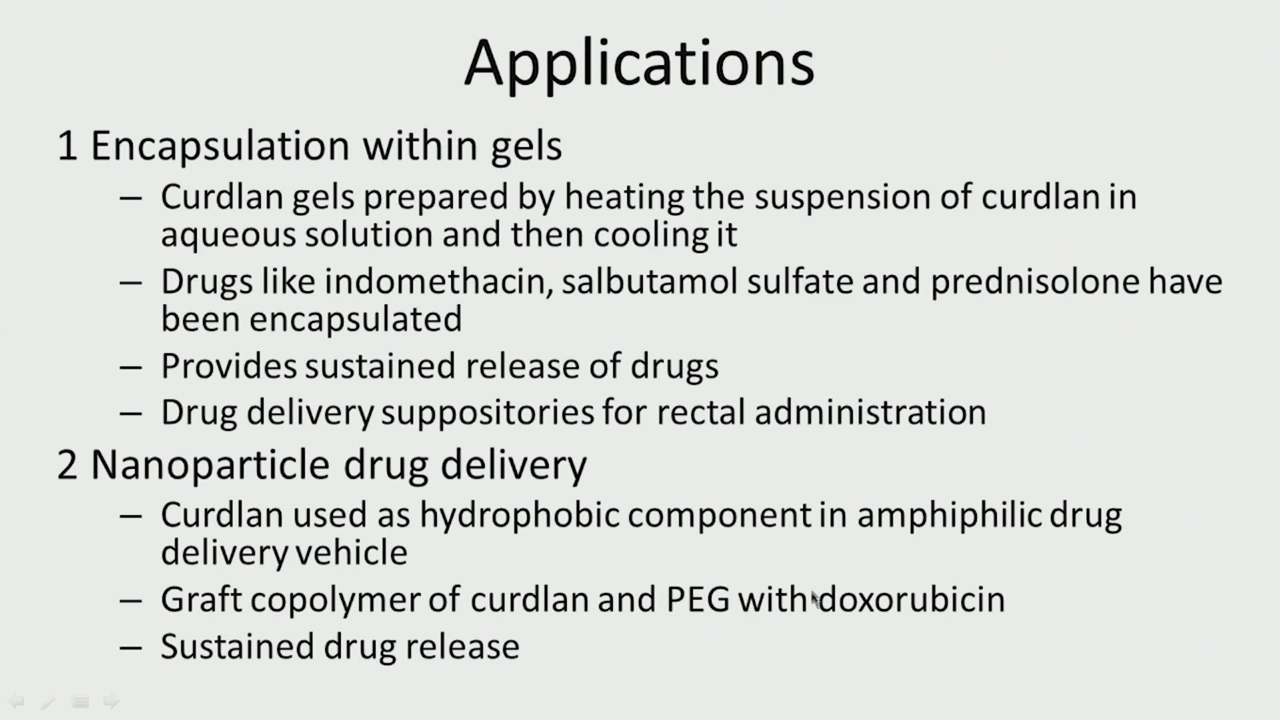 Applications
1 Encapsulation within gels
– Curdlan gels prepared by heating the suspension of curdlan in
aqueous solution and then cooling it
– Drugs like indomethacin, salbutamol sulfate and prednisolone have
been encapsulated
– Provides sustained release of drugs
– Drug delivery suppositories for rectal administration
2 Nanoparticle drug delivery
– Curdlan used as hydrophobic component in amphiphilic drug
delivery vehicle
– Graft copolymer of curdlan and PEG with doxorubicin
– Sustained drug release